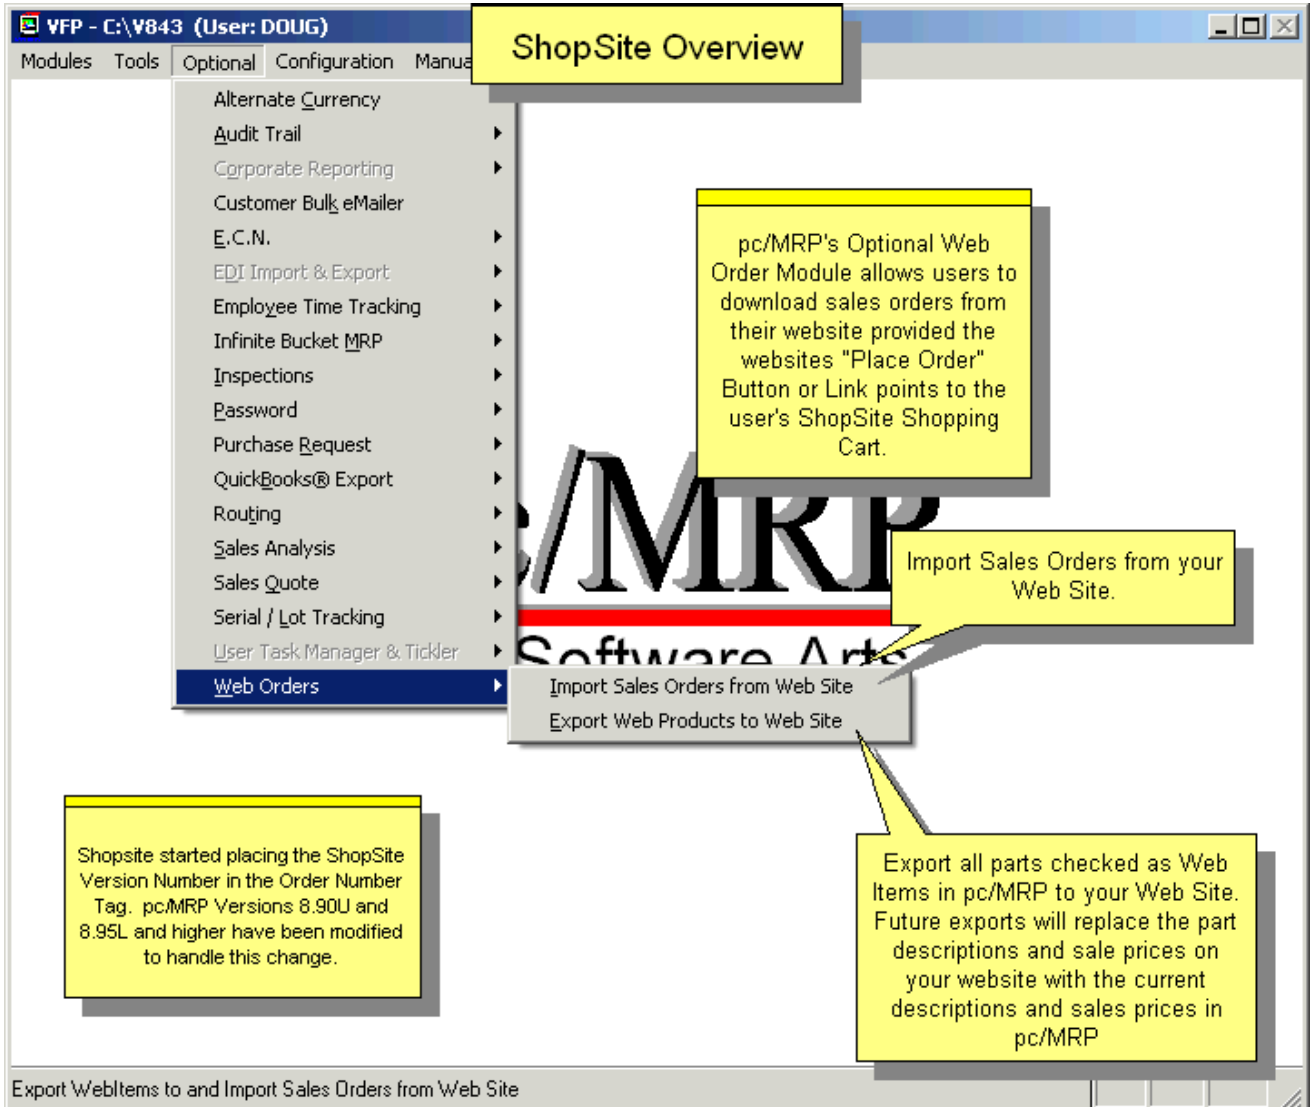 VFP - C:\V843 (User: DOUG)
ShopSite Overview
Modules Tools Optional Configuration Manua
Alternate Currency
Audit Trail
Corporate Reporting
Customer Bulk eMailer
E.C.N.
EDI Import & Export
Employee Time Tracking
Infinite Bucket MRP
Inspections
Password
Purchase Request
QuickBooks® Export
Routing
Sales Analysis
Sales Quote
Serial / Lot Tracking
User Task Manager & Tickler
Web Orders
Import Sales Orders from Web Site
Export Web Products to Web Site
pc/MRP's Optional Web
Order Module allows users to
download sales orders from
their website provided the
websites "Place Order"
Button or Link points to the
user's ShopSite Shopping
Cart.
/MRP
Software Arts
Import Sales Orders from your
Web Site.
Shopsite started placing the ShopSite
Version Number in the Order Number
Tag. pc/MRP Versions 8.90U and
8.95L and higher have been modified
to handle this change.
Export all parts checked as Web
Items in pc/MRP to your Web Site.
Future exports will replace the part
descriptions and sale prices on
your website with the current
descriptions and sales prices in
pc/MRP
Export WebItems to and Import Sales Orders from Web Site